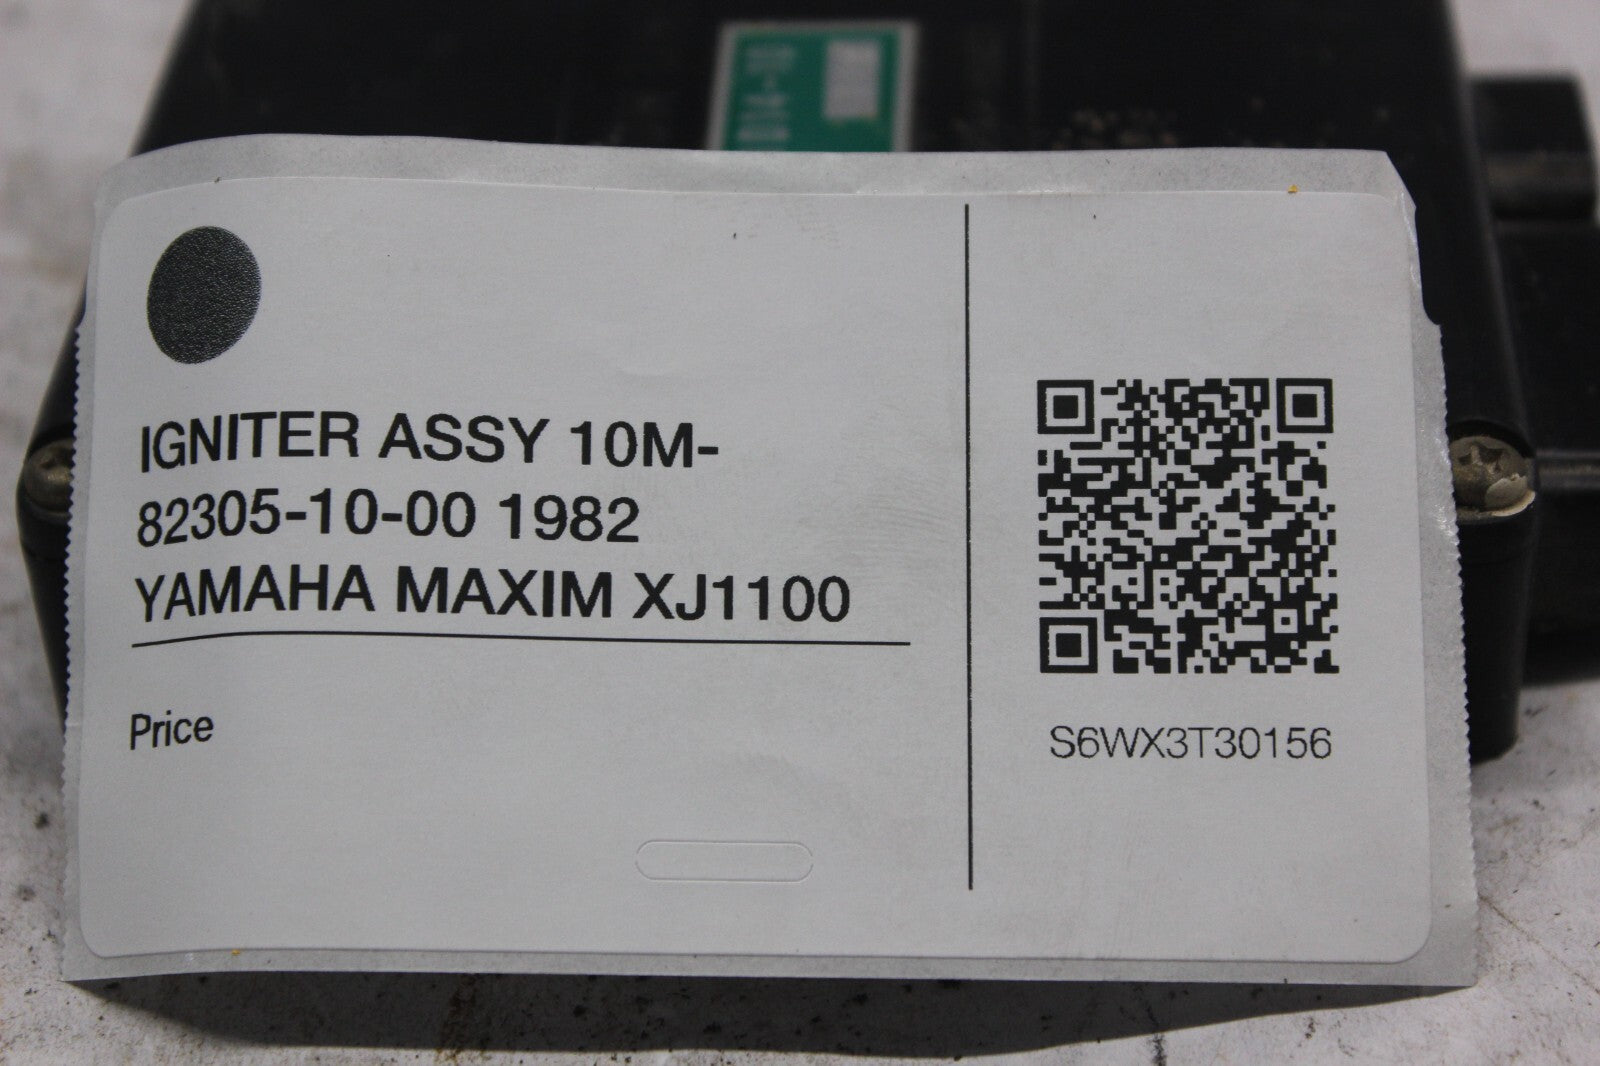 IGNITER ASSY 10M-
82305-10-00 1982
YAMAHA MAXIM XJ1100
Price
S6WX3T30156